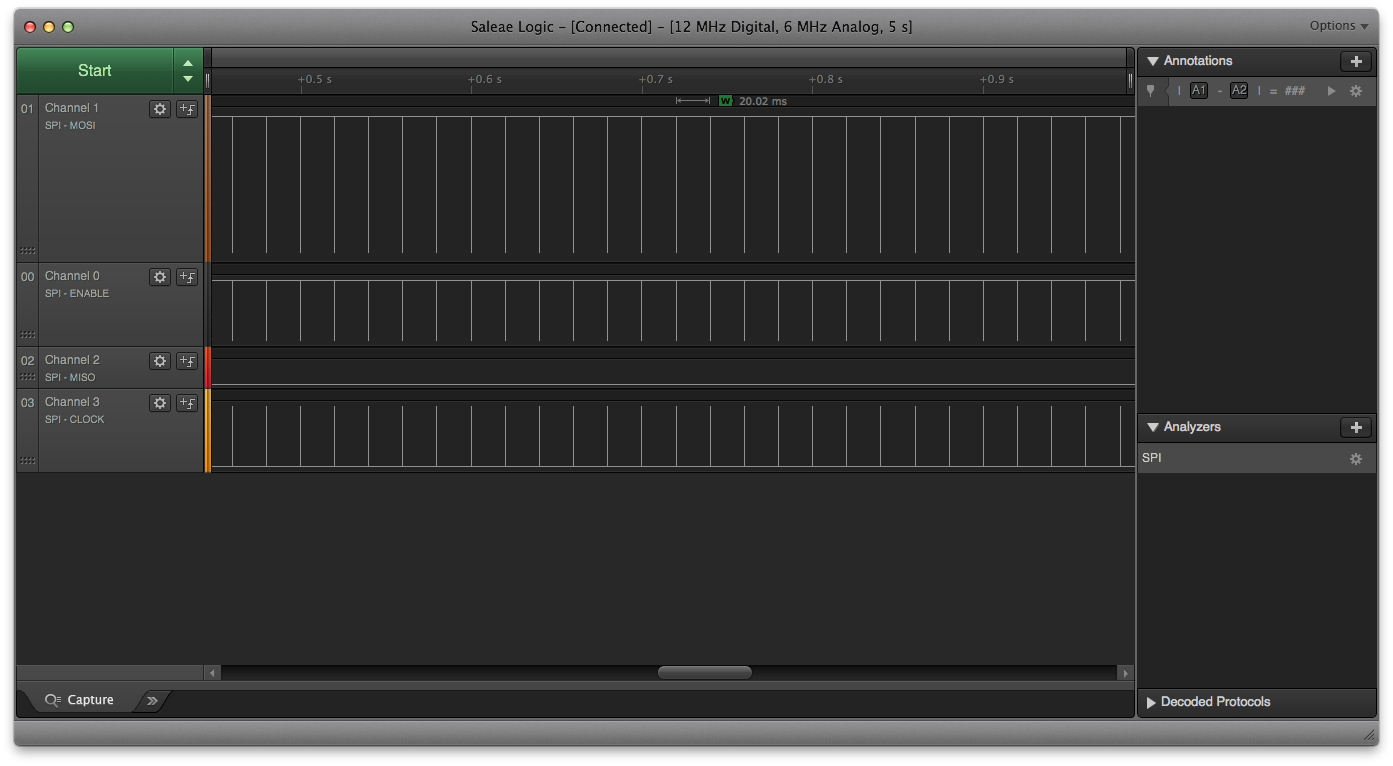 Saleae Logic – [Connected] – [12 MHz Digital, 6 MHz Analog, 5 s]
Options
Start
+0.5 s
+0.6 s
+0.7 s
+0.8 s
+0.9 s
W 20.02 ms
01 Channel 1
SPI - MOSI
00 Channel 0
SPI - ENABLE
02 Channel 2
SPI - MISO
03 Channel 3
SPI - CLOCK
Annotations
| A1 - A2 | = ###
Analyzers
SPI
Decoded Protocols
Capture